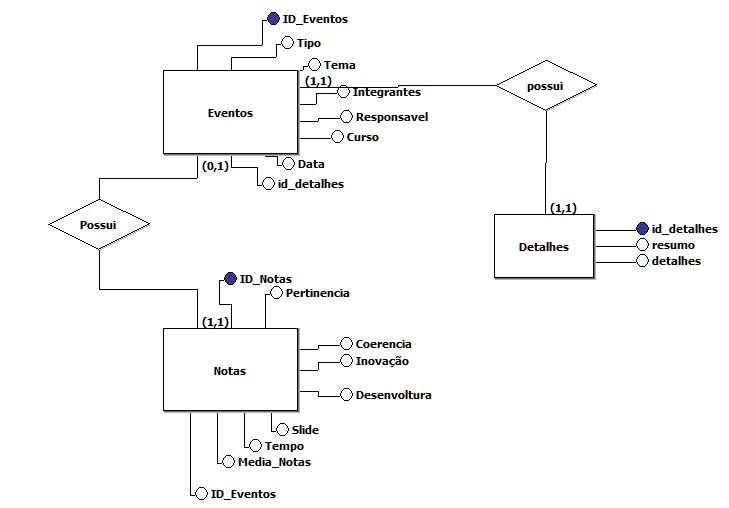 ID_Eventos
Tipo
Tema
(1,1)
Integrantes
possui
Eventos
Responsavel
Curso
(0,1)
Data
id_detalhes
(1,1)
Possui
id_detalhes
Detalhes
resumo
detalhes
ID_Notas
Pertinencia
(1,1)
Coerencia
Inovação
Notas
Desenvoltura
Slide
Tempo
Media_Notas
ID_Eventos